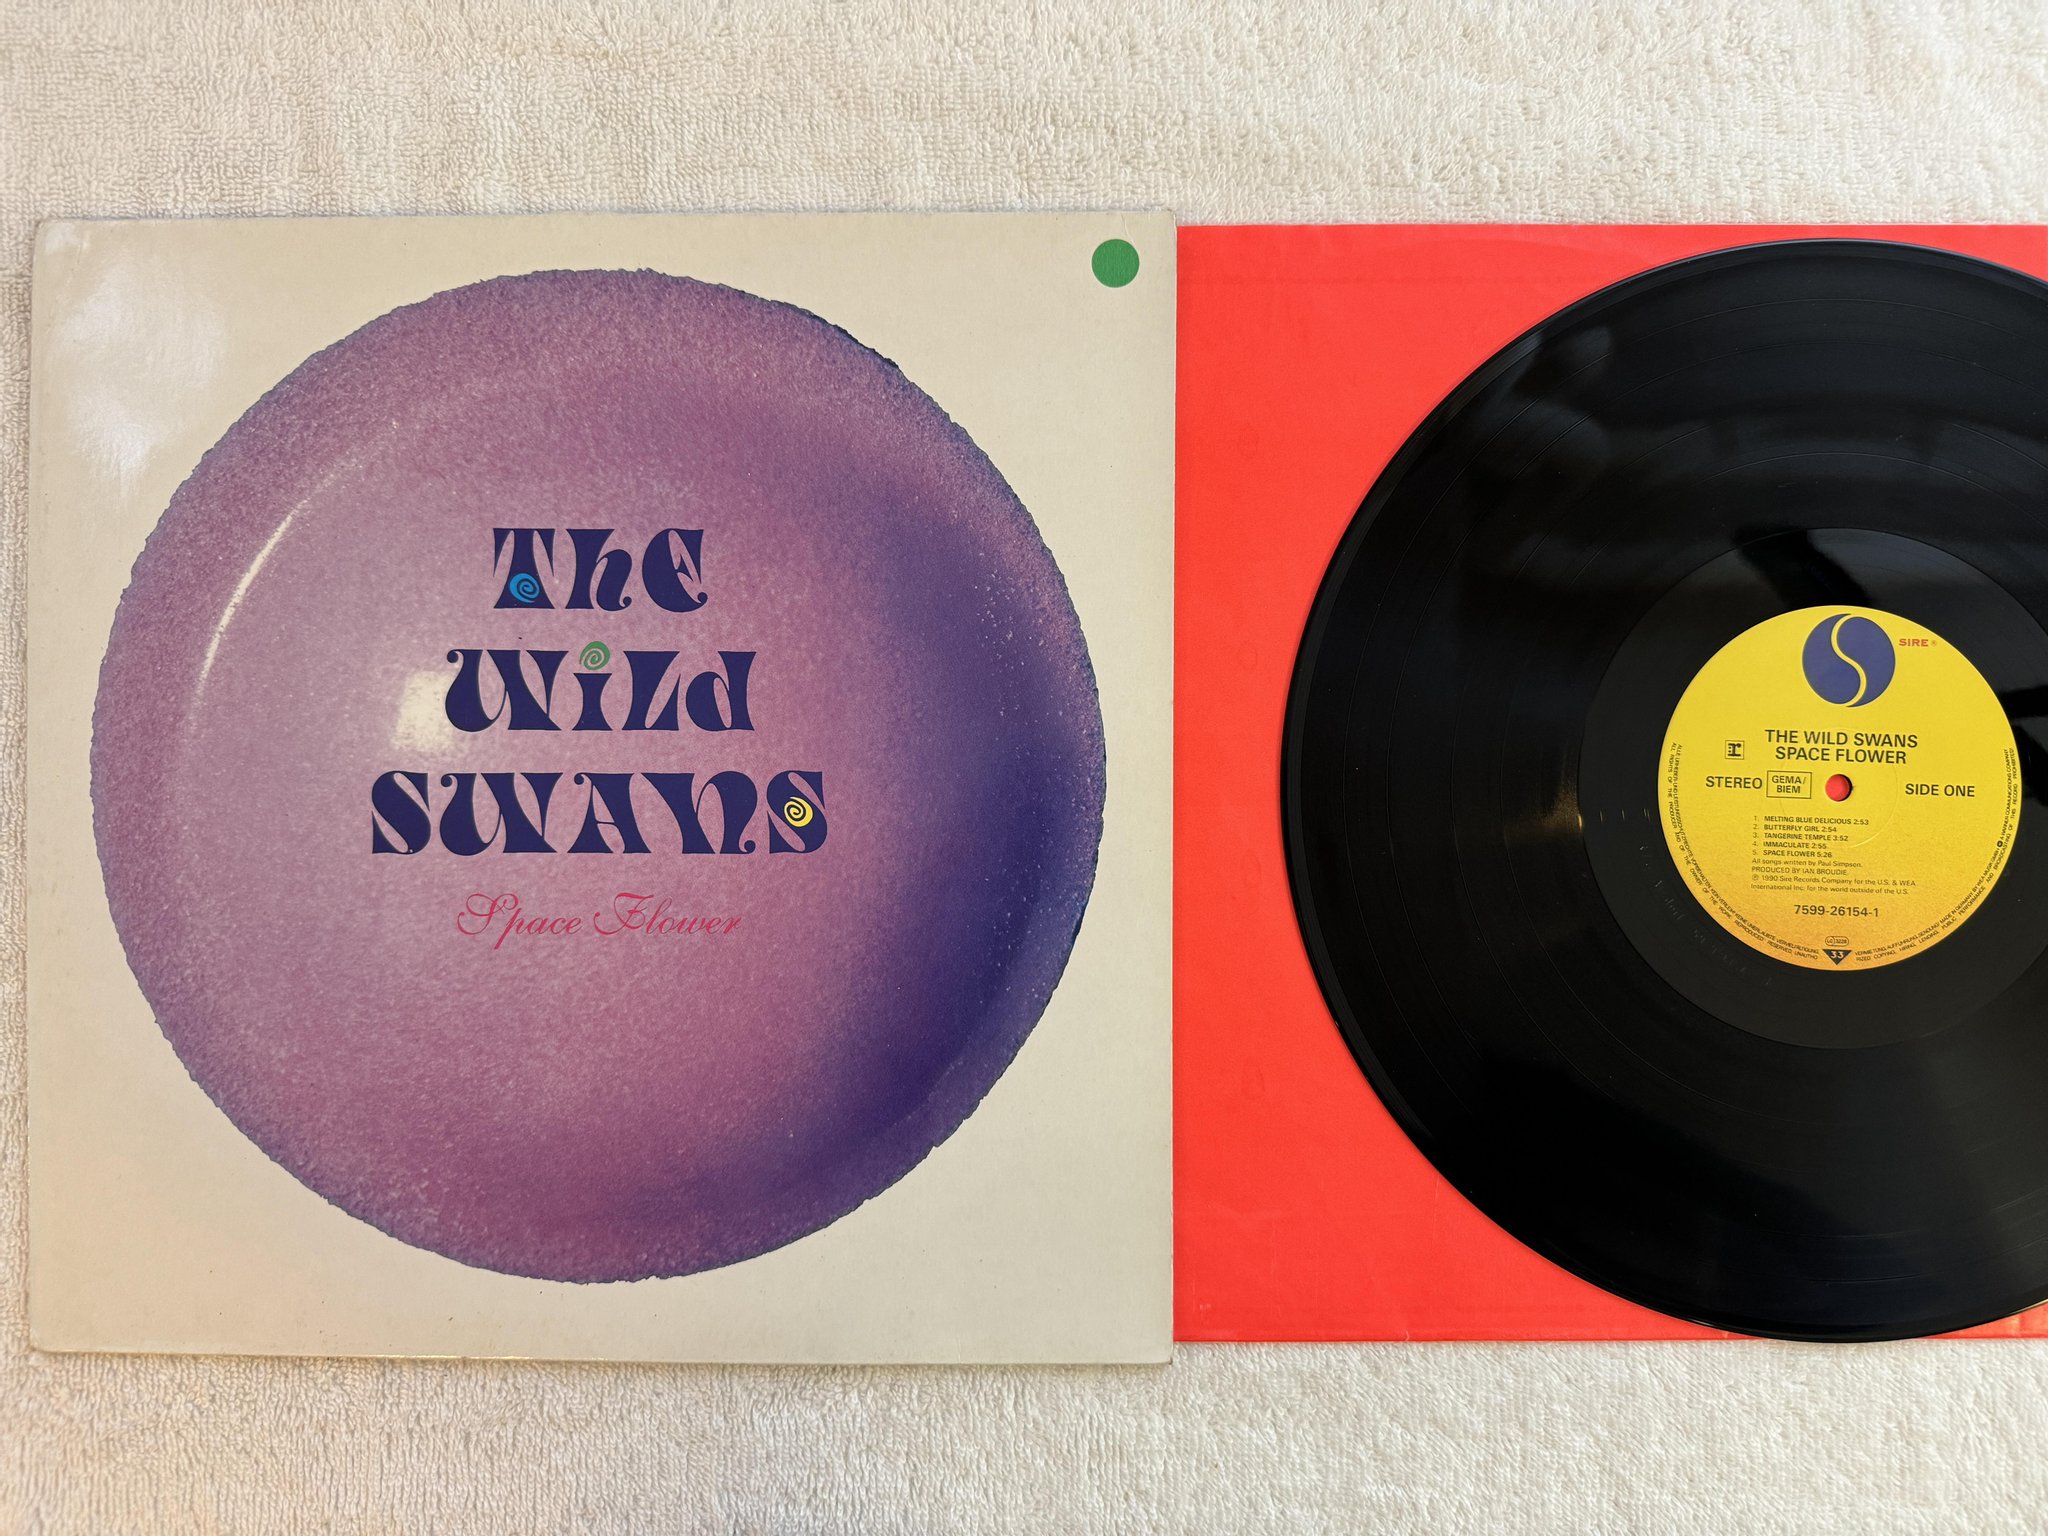 The
Wild
Swans
Space Flower
SIRE ®
THE WILD SWANS
SPACE FLOWER
r
STEREO
GEMA/
BIEM
SIDE ONE
1. MELTING BLUE DELICIOUS 2:53
2. BUTTERFLY GIRL 2:54
3. TANGERINE TEMPLE 3:52
4. IMMACULATE 2:55
5. SPACE FLOWER 5:26
All songs written by Paul Simpson.
PRODUCED BY IAN BROUDIE.
℗ 1990 Sire Records Company for the U.S. & WEA
International Inc. for the world outside of the U.S.
7599-26154-1
LC 3228
33